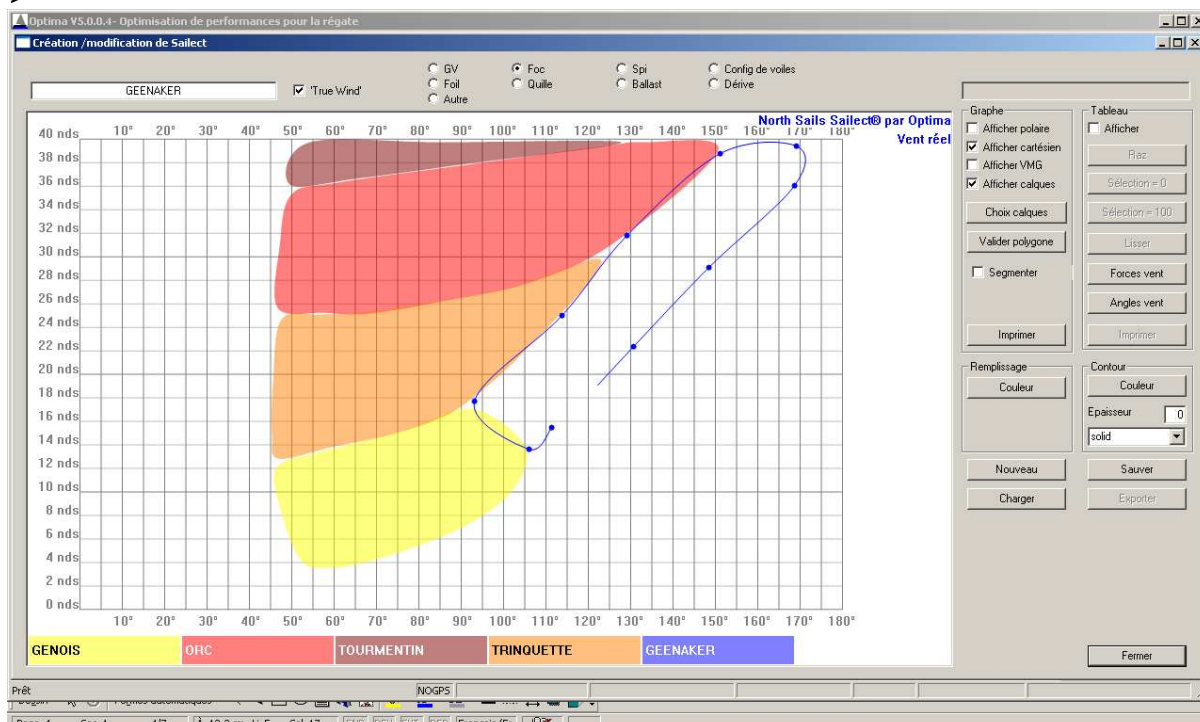 Optima V5.0.0.4- Optimisation de performances pour la régate
Création /modification de Sailect
GEENAKER
'True Wind'
GV Foc Spi Config de voiles
Foil Quille Ballast Dérive
Autre
North Sails Sailect® par Optima
Vent réel
10° 20° 30° 40° 50° 60° 70° 80° 90° 100° 110° 120° 130° 140° 150° 160° 170° 180°
40 nds
38 nds
36 nds
34 nds
32 nds
30 nds
28 nds
26 nds
24 nds
22 nds
20 nds
18 nds
16 nds
14 nds
12 nds
10 nds
8 nds
6 nds
4 nds
2 nds
0 nds
10° 20° 30° 40° 50° 60° 70° 80° 90° 100° 110° 120° 130° 140° 150° 160° 170° 180°
GENOIS ORC TOURMENTIN TRINQUETTE GEENAKER
Graphe
Afficher polaire
Afficher cartésien
Afficher VMG
Afficher calques
Choix calques
Valider polygone
Segmenter
Imprimer
Tableau
Afficher
Raz
Sélection = 0
Sélection = 100
Lisser
Forces vent
Angles vent
Imprimer
Remplissage
Couleur
Contour
Couleur
Epaisseur 0
solid
Nouveau
Sauver
Charger
Exporter
Fermer
Prêt
NOGPS